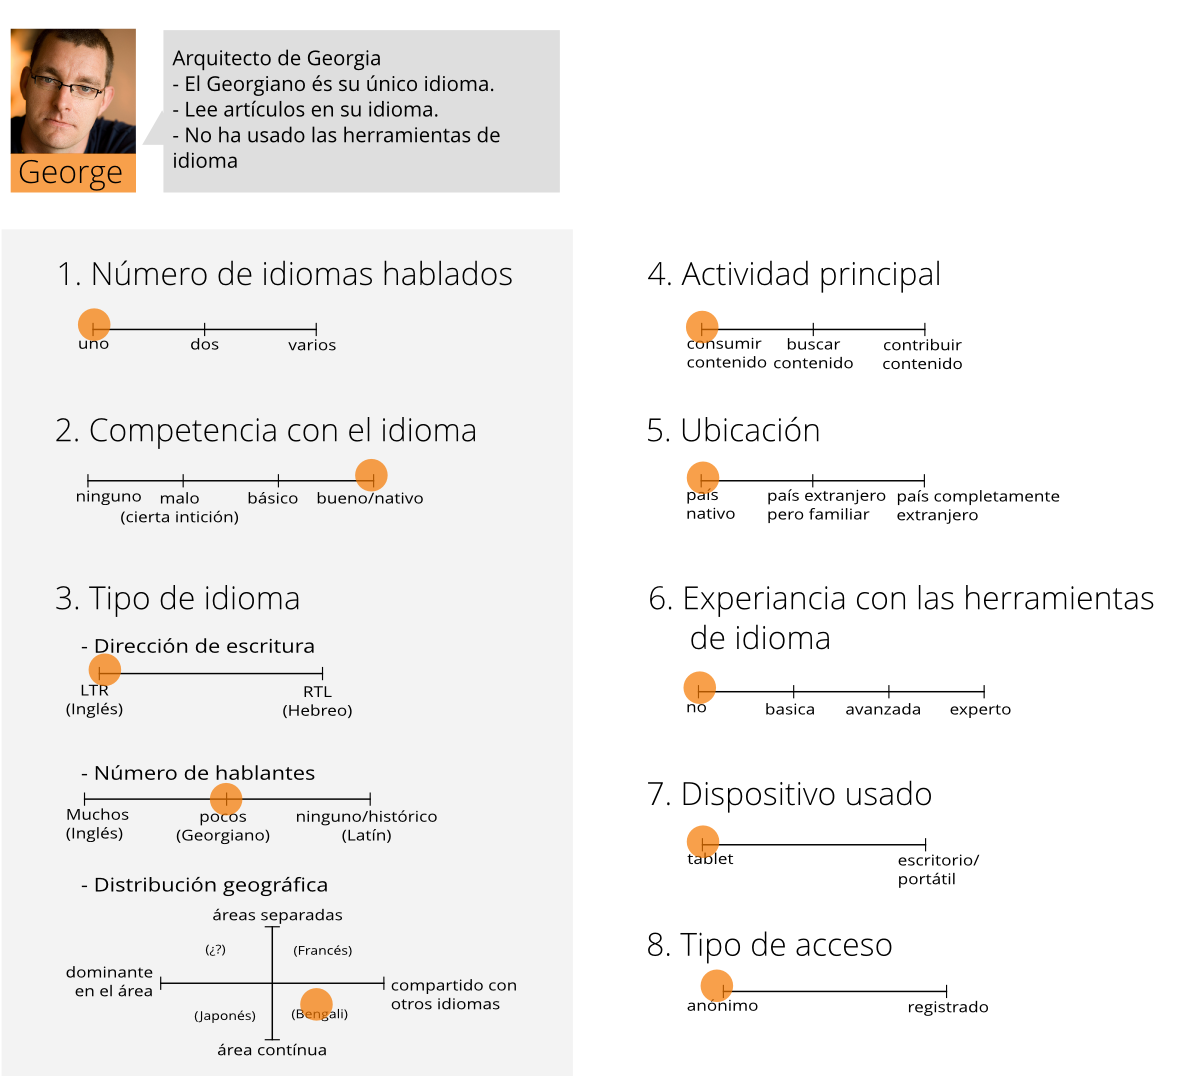 Arquitecto de Georgia
- El Georgiano és su único idioma.
- Lee artículos en su idioma.
- No ha usado las herramientas de
idioma
George
1. Número de idiomas hablados
uno dos varios
2. Competencia con el idioma
ninguno malo básico bueno/nativo
(cierta intición)
3. Tipo de idioma
- Dirección de escritura
LTR RTL
(Inglés) (Hebreo)
- Número de hablantes
Muchos pocos ninguno/histórico
(Inglés) (Georgiano) (Latín)
- Distribución geográfica
áreas separadas
(¿?) (Francés)
dominante
en el área
compartido con
otros idiomas
(Japonés) (Bengali)
área contínua
4. Actividad principal
consumir buscar contribuir
contenido contenido contenido
5. Ubicación
país país extranjero país completamente
nativo pero familiar extranjero
6. Experiancia con las herramientas
de idioma
no basica avanzada experto
7. Dispositivo usado
tablet escritorio/
portátil
8. Tipo de acceso
anónimo registrado